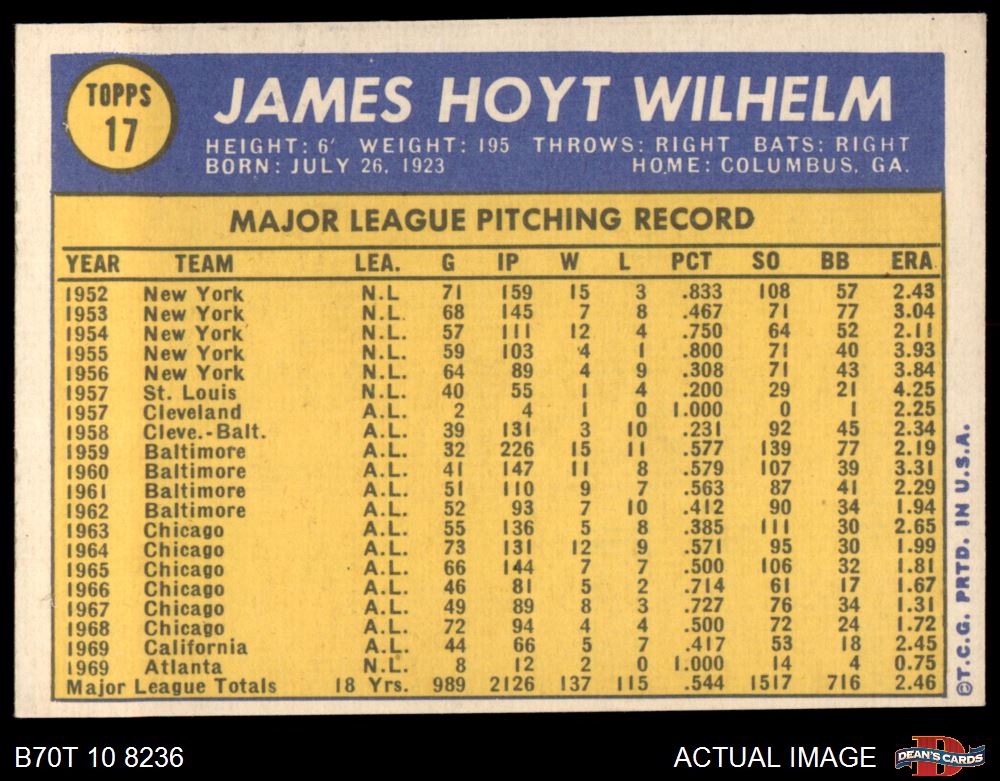 TOPPS
17
JAMES HOYT WILHELM
HEIGHT: 6' WEIGHT: 195 THROWS: RIGHT BATS: RIGHT
BORN: JULY 26, 1923 HOME: COLUMBUS, GA.
MAJOR LEAGUE PITCHING RECORD
YEAR TEAM LEA. G IP W L PCT SO BB ERA
1952 New York N.L 71 159 15 3 .833 108 57 2.43
1953 New York N.L. 68 145 7 8 .467 71 77 3.04
1954 New York N.L. 57 111 12 4 .750 64 52 2.11
1955 New York N.L. 59 103 4 1 .800 71 40 3.93
1956 New York N.L. 64 89 4 9 .308 71 43 3.84
1957 St. Louis N.L. 40 55 1 4 .200 29 21 4.25
1957 Cleveland A.L. 2 4 1 0 1.000 0 1 2.25
1958 Cleve.-Balt. A.L. 39 131 3 10 .231 92 45 2.34
1959 Baltimore A.L. 32 226 15 11 .577 139 77 2.19
1960 Baltimore A.L. 41 147 11 8 .579 107 39 3.31
1961 Baltimore A.L. 51 110 9 7 .563 87 41 2.29
1962 Baltimore A.L. 52 93 7 10 .412 90 34 1.94
1963 Chicago A.L. 55 136 5 8 .385 111 30 2.65
1964 Chicago A.L. 73 131 12 9 .571 95 30 1.99
1965 Chicago A.L. 66 144 7 7 .500 106 32 1.81
1966 Chicago A.L. 46 81 5 2 .714 61 17 1.67
1967 Chicago A.L. 49 89 8 3 .727 76 34 1.31
1968 Chicago A.L. 72 94 4 4 .500 72 24 1.72
1969 California A.L. 44 66 5 7 .417 53 18 2.45
1969 Atlanta N.L. 8 12 2 0 1.000 14 4 0.75
Major League Totals 18 Yrs. 989 2126 137 115 .544 1517 716 2.46
©T.C.G. PRTD. IN U.S.A.
B70T 10 8236
ACTUAL IMAGE
D
DEAN'S CARDS